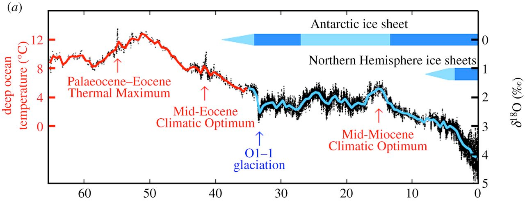 (a)
Antarctic ice sheet
Northern Hemisphere ice sheets
deep ocean
temperature (°C)
12
8
4
0
Palaeocene–Eocene
Thermal Maximum
Mid-Eocene
Climatic Optimum
O1–1
glaciation
Mid-Miocene
Climatic Optimum
0
1
2
3
4
5
δ18O (‰)
60 50 40 30 20 10 0